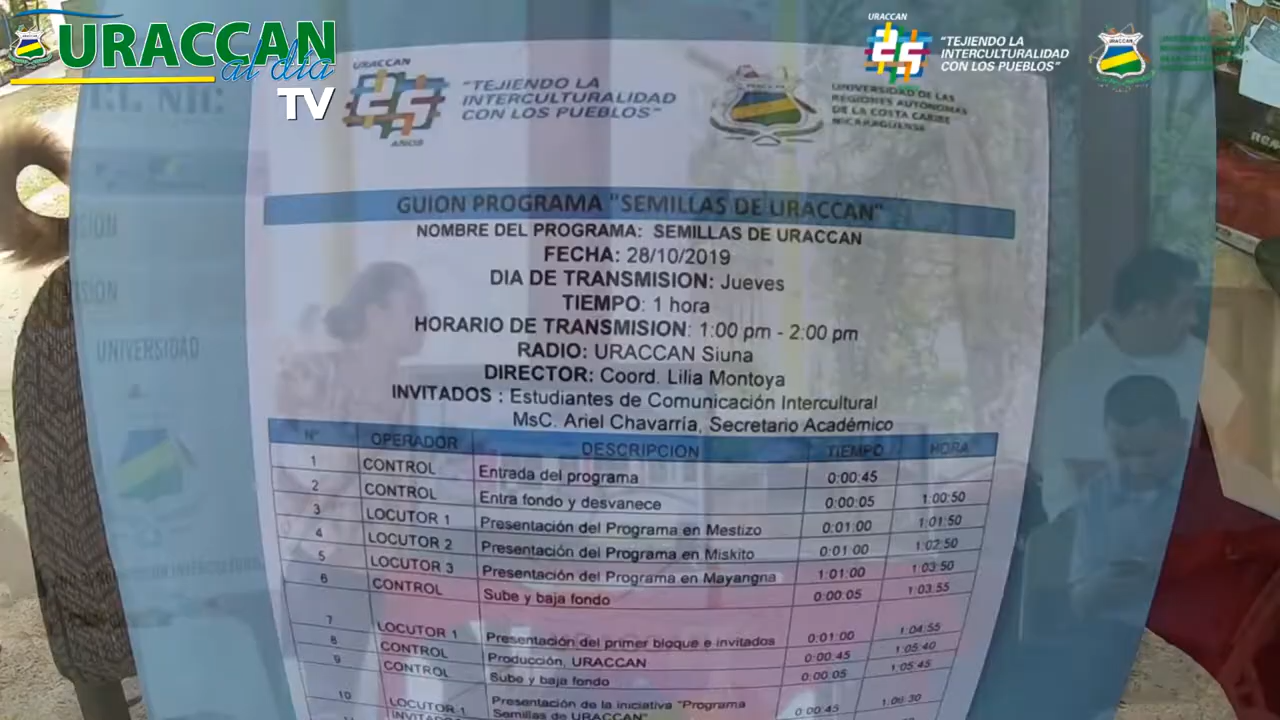 URACCAN
al día
TV
URACCAN
"TEJIENDO LA
INTERCULTURALIDAD
CON LOS PUEBLOS"
URACCAN
25
"TEJIENDO LA
INTERCULTURALIDAD
CON LOS PUEBLOS"
AÑOS
UNIVERSIDAD DE LAS
REGIONES AUTÓNOMAS
DE LA COSTA CARIBE
NICARAGÜENSE
GUION PROGRAMA "SEMILLAS DE URACCAN"
NOMBRE DEL PROGRAMA: SEMILLAS DE URACCAN
FECHA: 28/10/2019
DIA DE TRANSMISION: Jueves
TIEMPO: 1 hora
HORARIO DE TRANSMISION: 1:00 pm - 2:00 pm
RADIO: URACCAN Siuna
DIRECTOR: Coord. Lilia Montoya
INVITADOS : Estudiantes de Comunicación Intercultural
MsC. Ariel Chavarría, Secretario Académico
N° OPERADOR DESCRIPCION TIEMPO HORA
1 CONTROL Entrada del programa 0:00:45
2 CONTROL Entra fondo y desvanece 0:00:05 1:00:50
3 LOCUTOR 1 Presentación del Programa en Mestizo 0:01:00 1:01:50
4 LOCUTOR 2 Presentación del Programa en Miskito 0:01:00 1:02:50
5 LOCUTOR 3 Presentación del Programa en Mayangna 1:01:00 1:03:50
6 CONTROL Sube y baja fondo 0:00:05 1:03:55
7 LOCUTOR 1 Presentación del primer bloque e invitados 0:01:00 1:04:55
8 CONTROL Producción, URACCAN 0:00:45 1:05:40
9 CONTROL Sube y baja fondo 0:00:05 1:05:45
10 LOCUTOR 1 Presentación de la iniciativa "Programa 0:00:45 1:06:30
Semillas de URACCAN"
UNIVERSIDAD